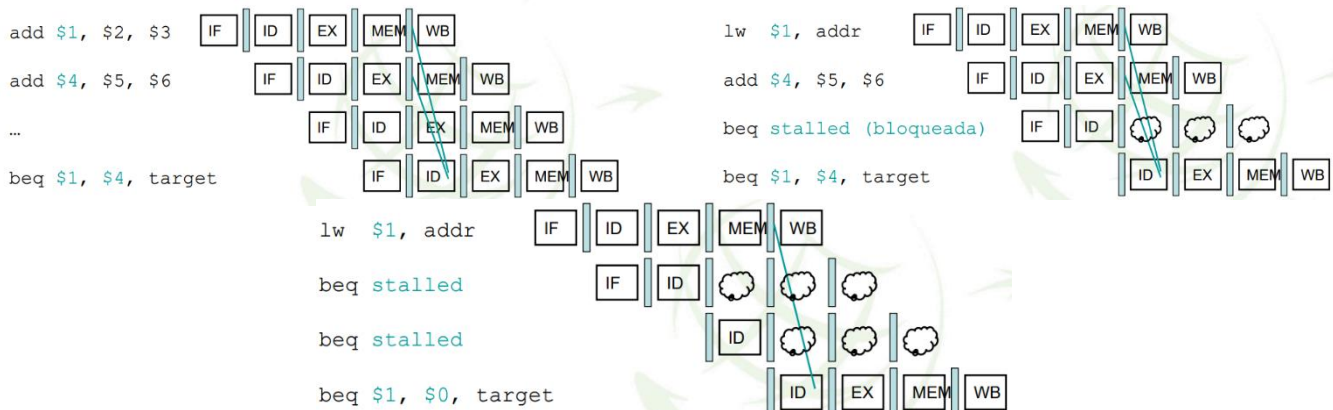 add $1, $2, $3 IF ID EX MEM WB
add $4, $5, $6 IF ID EX MEM WB
… IF ID EX MEM WB
beq $1, $4, target IF ID EX MEM WB
lw $1, addr IF ID EX MEM WB
add $4, $5, $6 IF ID EX MEM WB
beq stalled (bloqueada) IF ID
beq $1, $4, target ID EX MEM WB
lw $1, addr IF ID EX MEM WB
beq stalled IF ID
beq stalled ID
beq $1, $0, target ID EX MEM WB